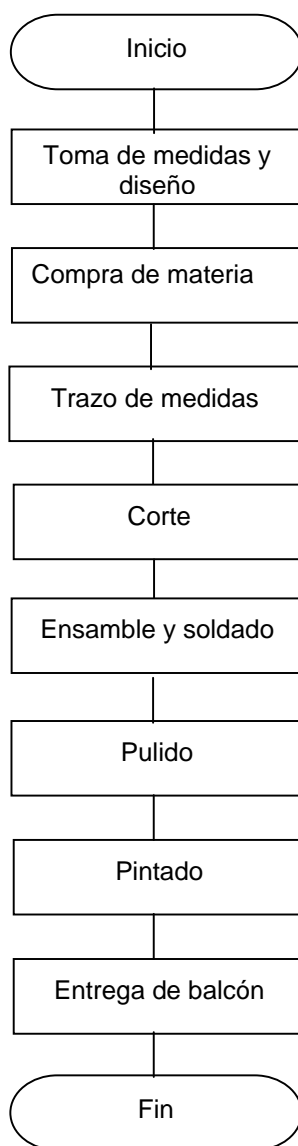 Inicio
Toma de medidas y
diseño
Compra de materia
Trazo de medidas
Corte
Ensamble y soldado
Pulido
Pintado
Entrega de balcón
Fin